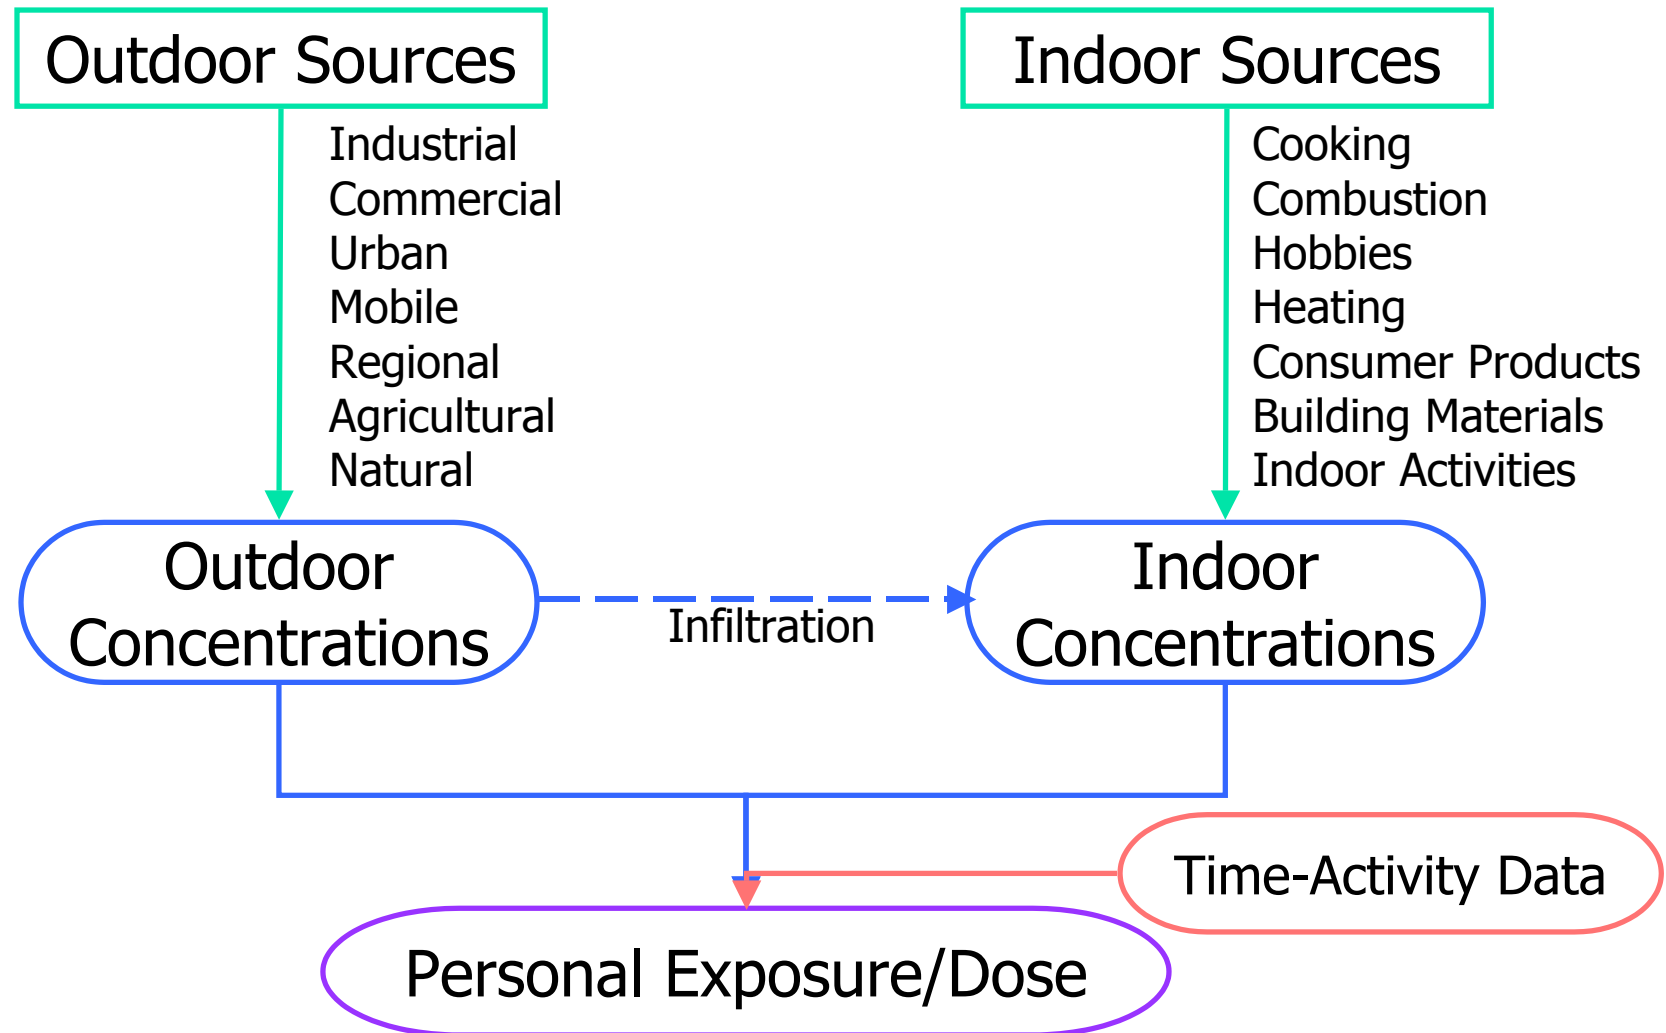 Outdoor Sources
Industrial
Commercial
Urban
Mobile
Regional
Agricultural
Natural
Indoor Sources
Cooking
Combustion
Hobbies
Heating
Consumer Products
Building Materials
Indoor Activities
Outdoor
Concentrations
Infiltration
Indoor
Concentrations
Time-Activity Data
Personal Exposure/Dose